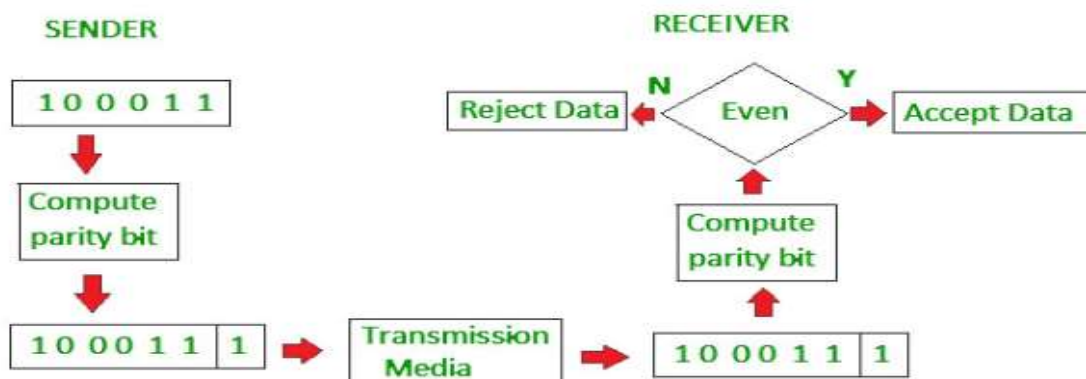 SENDER
RECEIVER
1 0 0 0 1 1
N
Y
Reject Data
Even
Accept Data
Compute
parity bit
Compute
parity bit
1 0 0 0 1 1 1
Transmission
Media
1 0 0 0 1 1 1